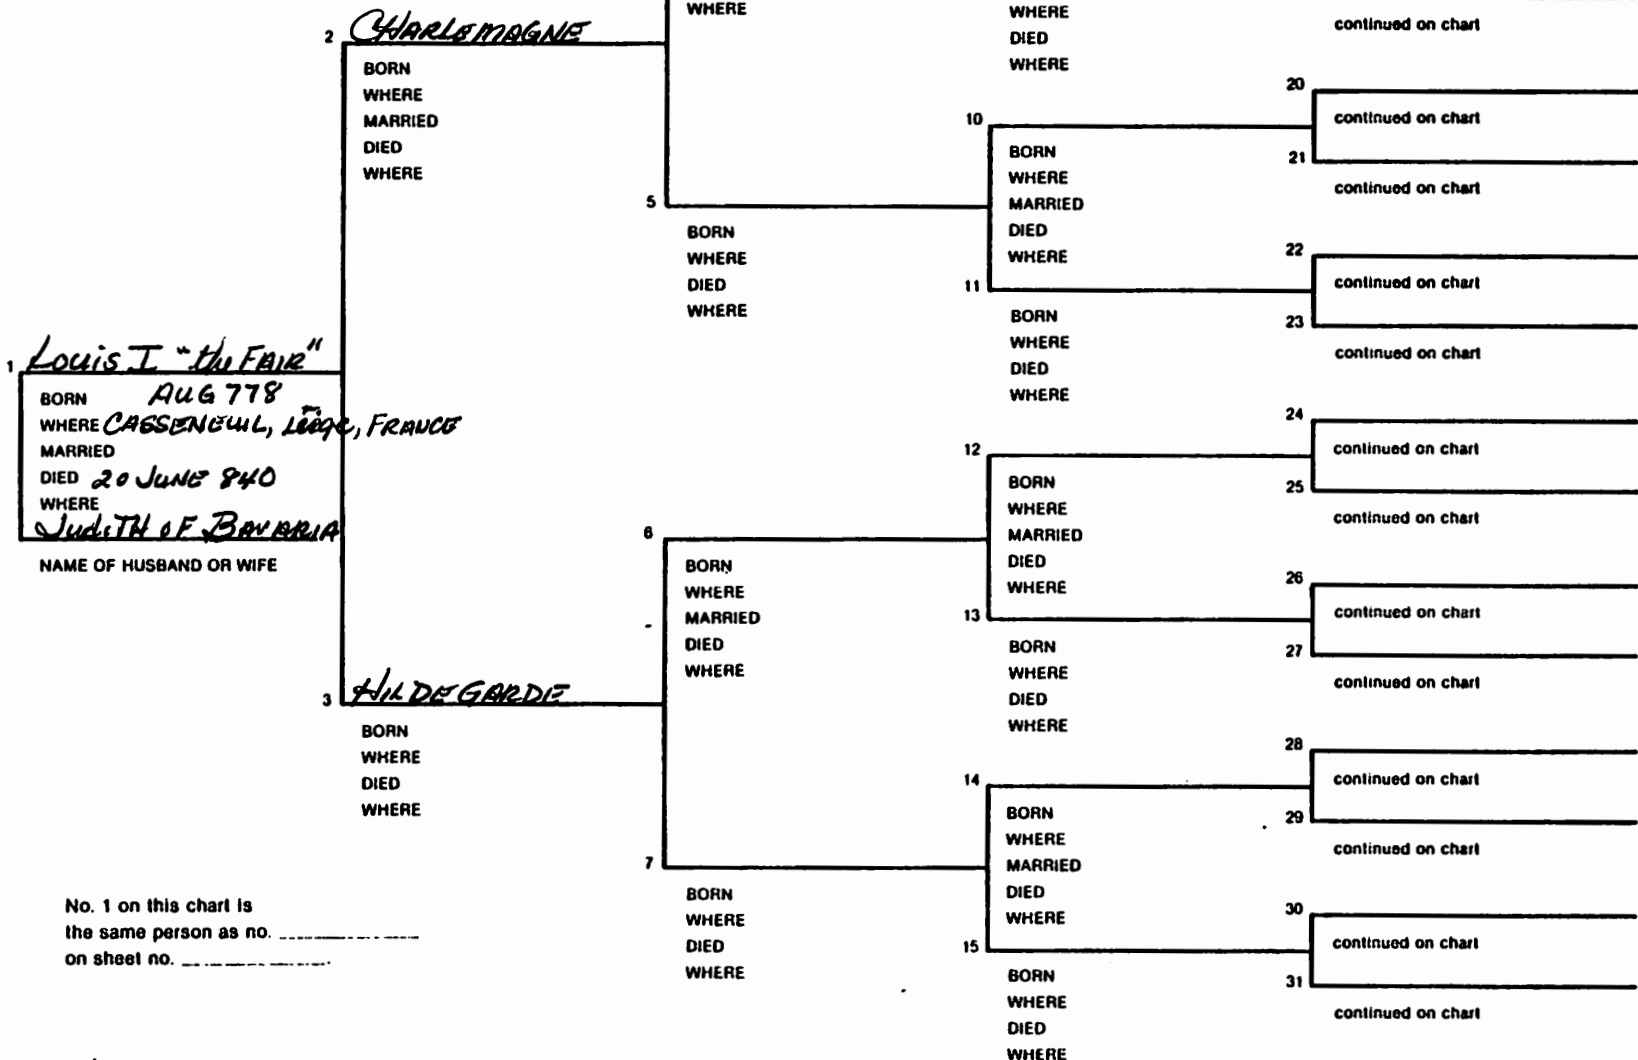 2 CHARLEMAGNE
BORN
WHERE
MARRIED
DIED
WHERE
1 Louis I "the FAIR"
BORN AUG 778
WHERE CASSENEUIL, Liège, FRANCE
MARRIED
DIED 20 JUNE 840
WHERE
JUDITH OF BAVARIA
NAME OF HUSBAND OR WIFE
3 HILDEGARDE
BORN
WHERE
DIED
WHERE
No. 1 on this chart is
the same person as no.
on sheet no.
WHERE
5
BORN
WHERE
DIED
WHERE
6
BORN
WHERE
MARRIED
DIED
WHERE
7
BORN
WHERE
DIED
WHERE
WHERE
DIED
WHERE
10
BORN
WHERE
MARRIED
DIED
WHERE
11
BORN
WHERE
DIED
WHERE
12
BORN
WHERE
MARRIED
DIED
WHERE
13
BORN
WHERE
DIED
WHERE
14
BORN
WHERE
MARRIED
DIED
WHERE
15
BORN
WHERE
DIED
WHERE
continued on chart
20
continued on chart
21
continued on chart
22
continued on chart
23
continued on chart
24
continued on chart
25
continued on chart
26
continued on chart
27
continued on chart
28
continued on chart
29
continued on chart
30
continued on chart
31
continued on chart